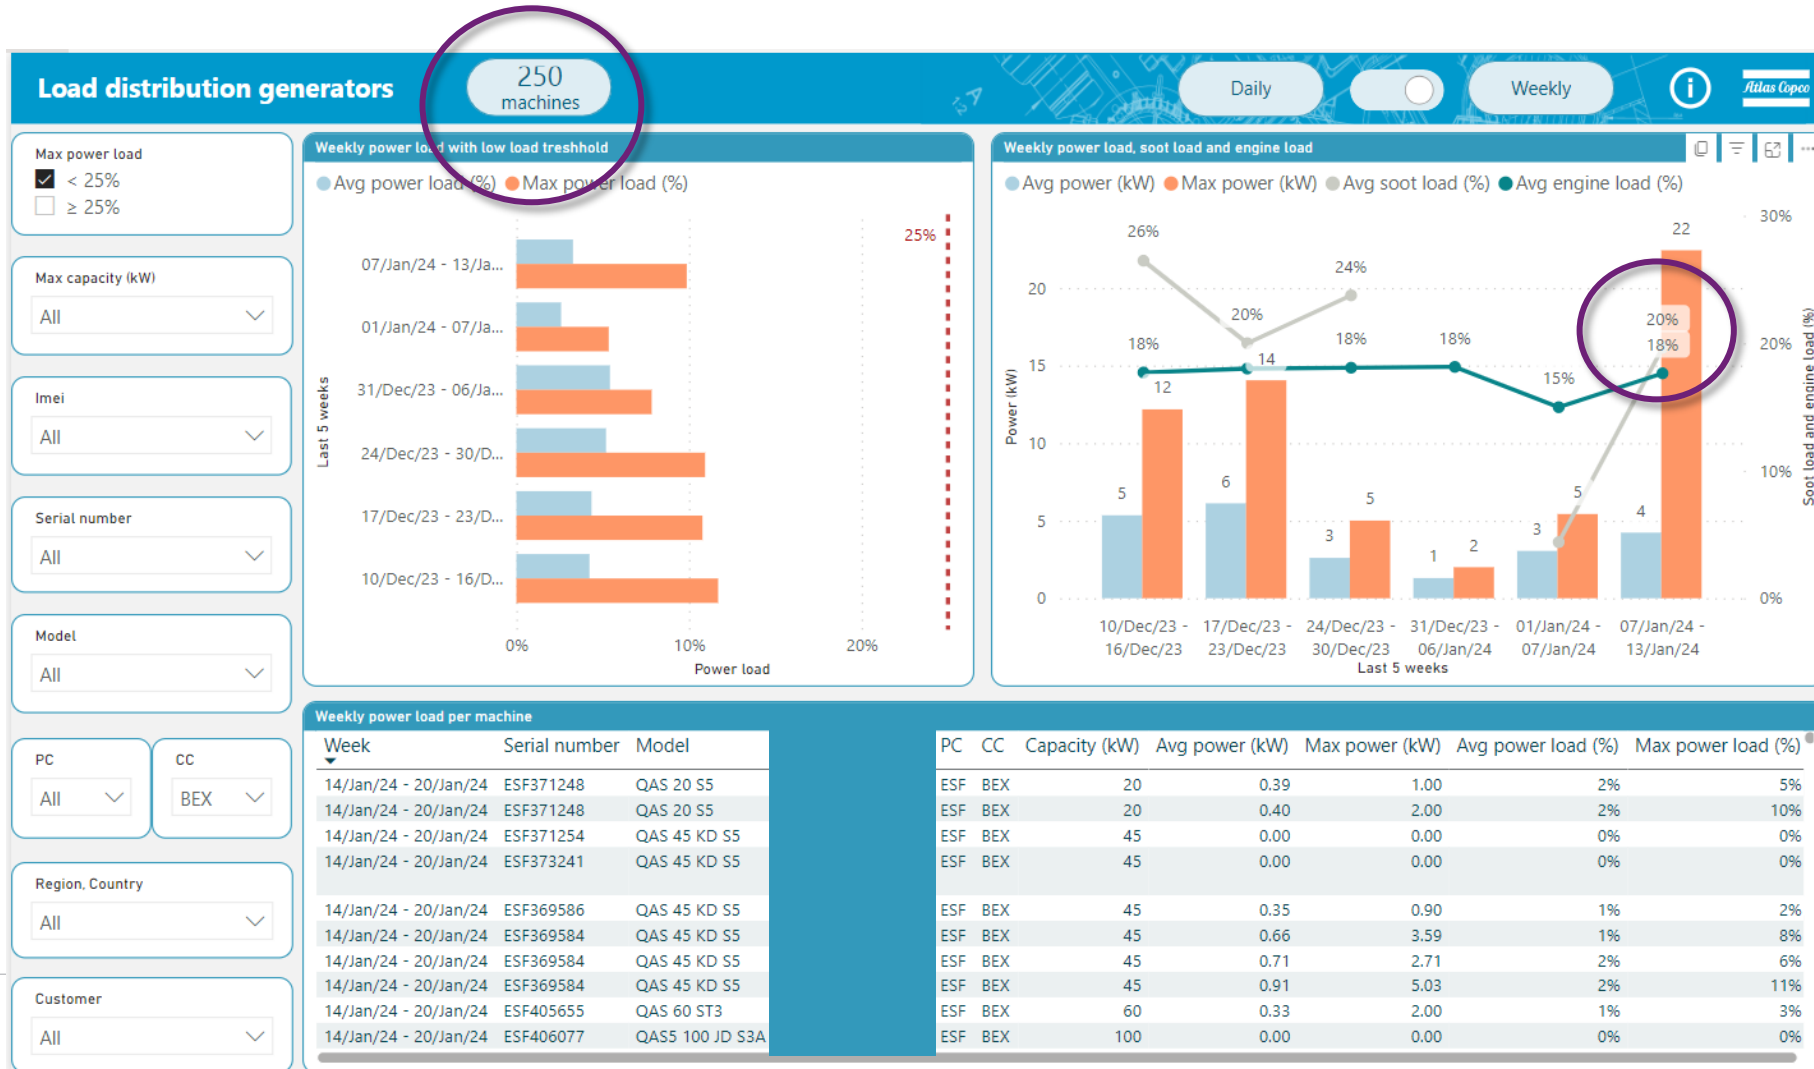 Load distribution generators
250
machines
Daily
Weekly
i
Atlas Copco
Max power load
< 25%
≥ 25%
Max capacity (kW)
All
Imei
All
Serial number
All
Model
All
PC
All
CC
BEX
Region, Country
All
Customer
All
Weekly power load with low load treshhold
Avg power load (%) Max power load (%)
25%
07/Jan/24 - 13/Ja...
01/Jan/24 - 07/Ja...
31/Dec/23 - 06/Ja...
24/Dec/23 - 30/D...
17/Dec/23 - 23/D...
10/Dec/23 - 16/D...
Last 5 weeks
0% 10% 20%
Power load
Weekly power load, soot load and engine load
Avg power (kW) Max power (kW) Avg soot load (%) Avg engine load (%)
30%
20%
10%
0%
20
15
10
5
0
Power (kW)
Soot load and engine load (%)
26%
20%
24%
20%
18%
18%
18%
15%
18%
12
14
22
5
6
3
5
1
2
3
5
4
10/Dec/23 - 17/Dec/23 - 24/Dec/23 - 31/Dec/23 - 01/Jan/24 - 07/Jan/24 -
16/Dec/23 23/Dec/23 30/Dec/23 06/Jan/24 07/Jan/24 13/Jan/24
Last 5 weeks
Weekly power load per machine
Week Serial number Model PC CC Capacity (kW) Avg power (kW) Max power (kW) Avg power load (%) Max power load (%)
14/Jan/24 - 20/Jan/24 ESF371248 QAS 20 S5 ESF BEX 20 0.39 1.00 2% 5%
14/Jan/24 - 20/Jan/24 ESF371248 QAS 20 S5 ESF BEX 20 0.40 2.00 2% 10%
14/Jan/24 - 20/Jan/24 ESF371254 QAS 45 KD S5 ESF BEX 45 0.00 0.00 0% 0%
14/Jan/24 - 20/Jan/24 ESF373241 QAS 45 KD S5 ESF BEX 45 0.00 0.00 0% 0%
14/Jan/24 - 20/Jan/24 ESF369586 QAS 45 KD S5 ESF BEX 45 0.35 0.90 1% 2%
14/Jan/24 - 20/Jan/24 ESF369584 QAS 45 KD S5 ESF BEX 45 0.66 3.59 1% 8%
14/Jan/24 - 20/Jan/24 ESF369584 QAS 45 KD S5 ESF BEX 45 0.71 2.71 2% 6%
14/Jan/24 - 20/Jan/24 ESF369584 QAS 45 KD S5 ESF BEX 45 0.91 5.03 2% 11%
14/Jan/24 - 20/Jan/24 ESF405655 QAS 60 ST3 ESF BEX 60 0.33 2.00 1% 3%
14/Jan/24 - 20/Jan/24 ESF406077 QAS5 100 JD S3A ESF BEX 100 0.00 0.00 0% 0%